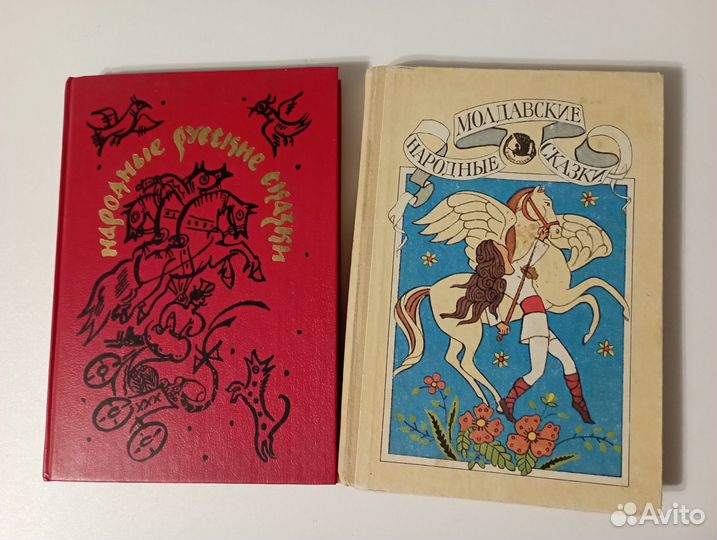 народные русские сказки
МОЛДАВСКИЕ
НАРОДНЫЕ СКАЗКИ
Avito